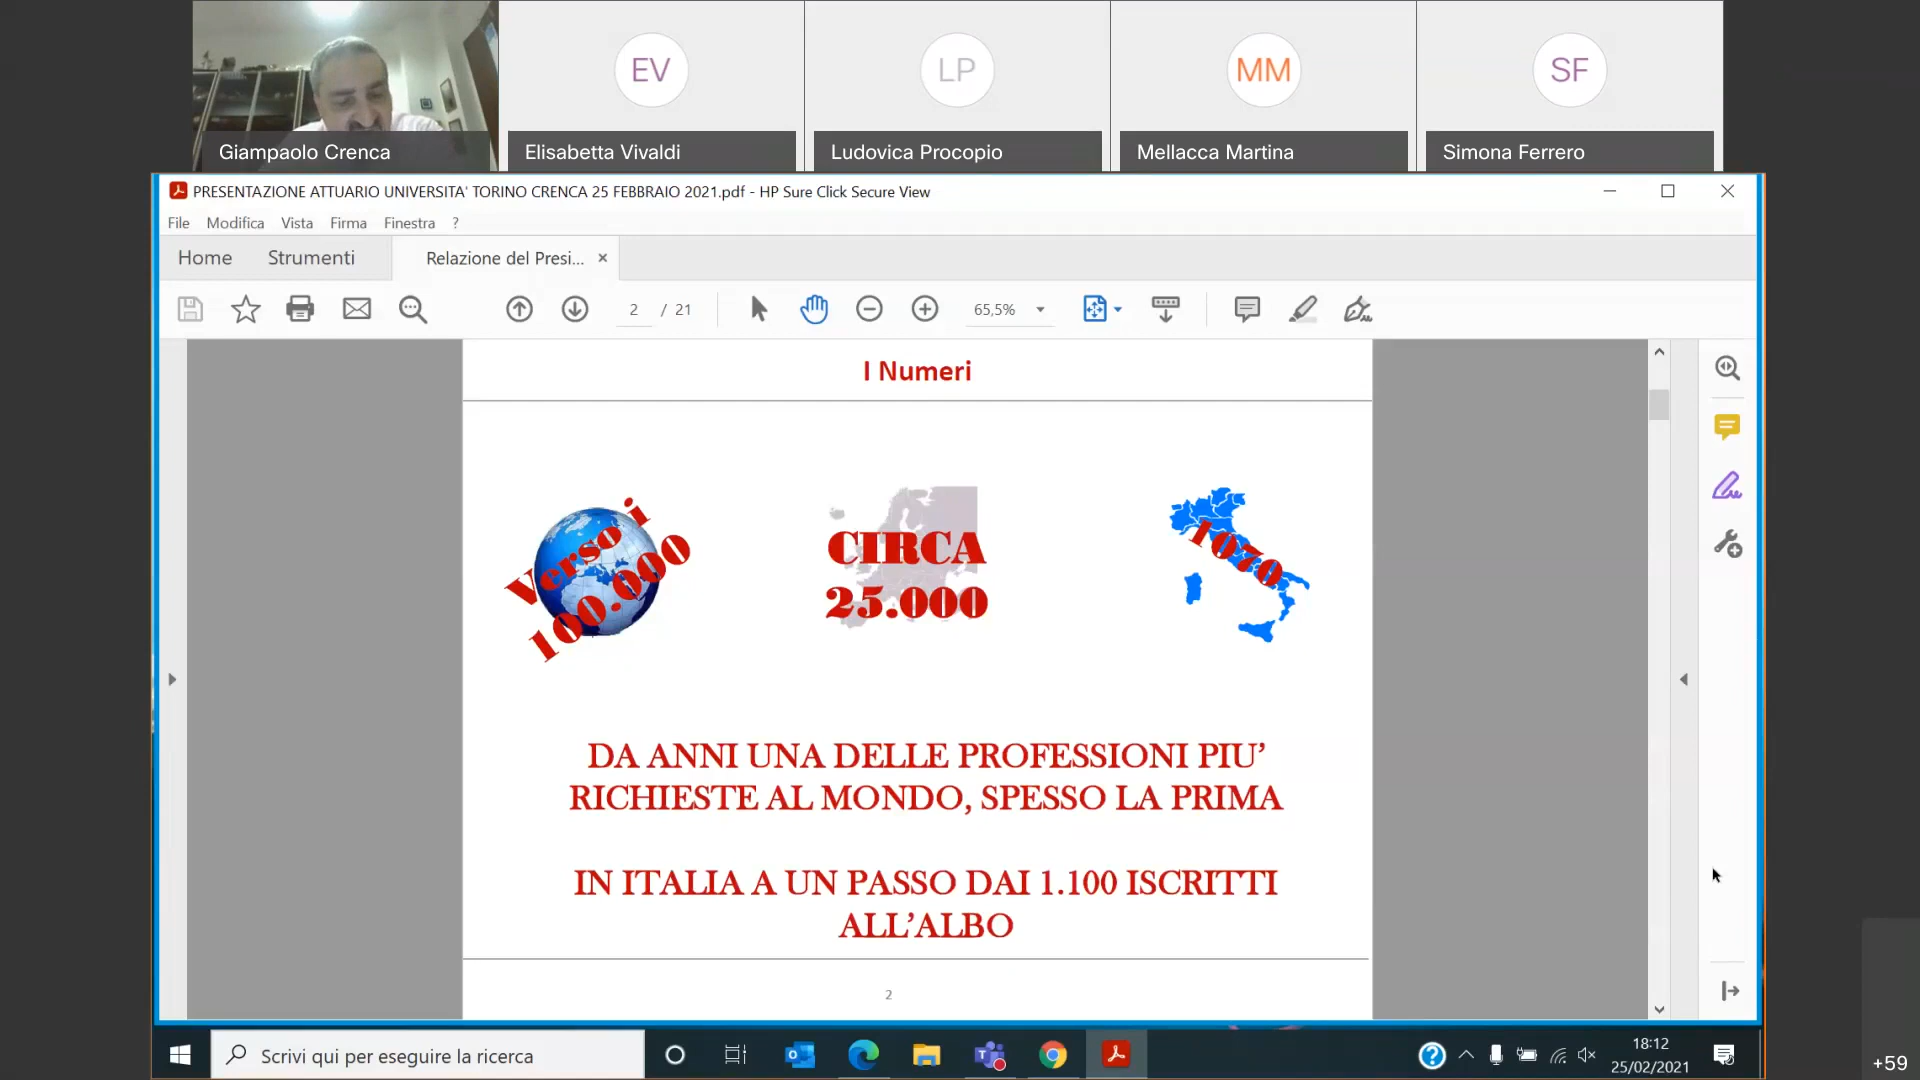 EV
LP
MM
SF
Giampaolo Crenca
Elisabetta Vivaldi
Ludovica Procopio
Mellacca Martina
Simona Ferrero
PRESENTAZIONE ATTUARIO UNIVERSITA' TORINO CRENCA 25 FEBBRAIO 2021.pdf - HP Sure Click Secure View
File Modifica Vista Firma Finestra ?
Home Strumenti Relazione del Presi... ×
2 / 21 65,5%
I Numeri
Verso i
100.000
CIRCA
25.000
1070
DA ANNI UNA DELLE PROFESSIONI PIU'
RICHIESTE AL MONDO, SPESSO LA PRIMA
IN ITALIA A UN PASSO DAI 1.100 ISCRITTI
ALL'ALBO
2
Scrivi qui per eseguire la ricerca
18:12
25/02/2021
+59